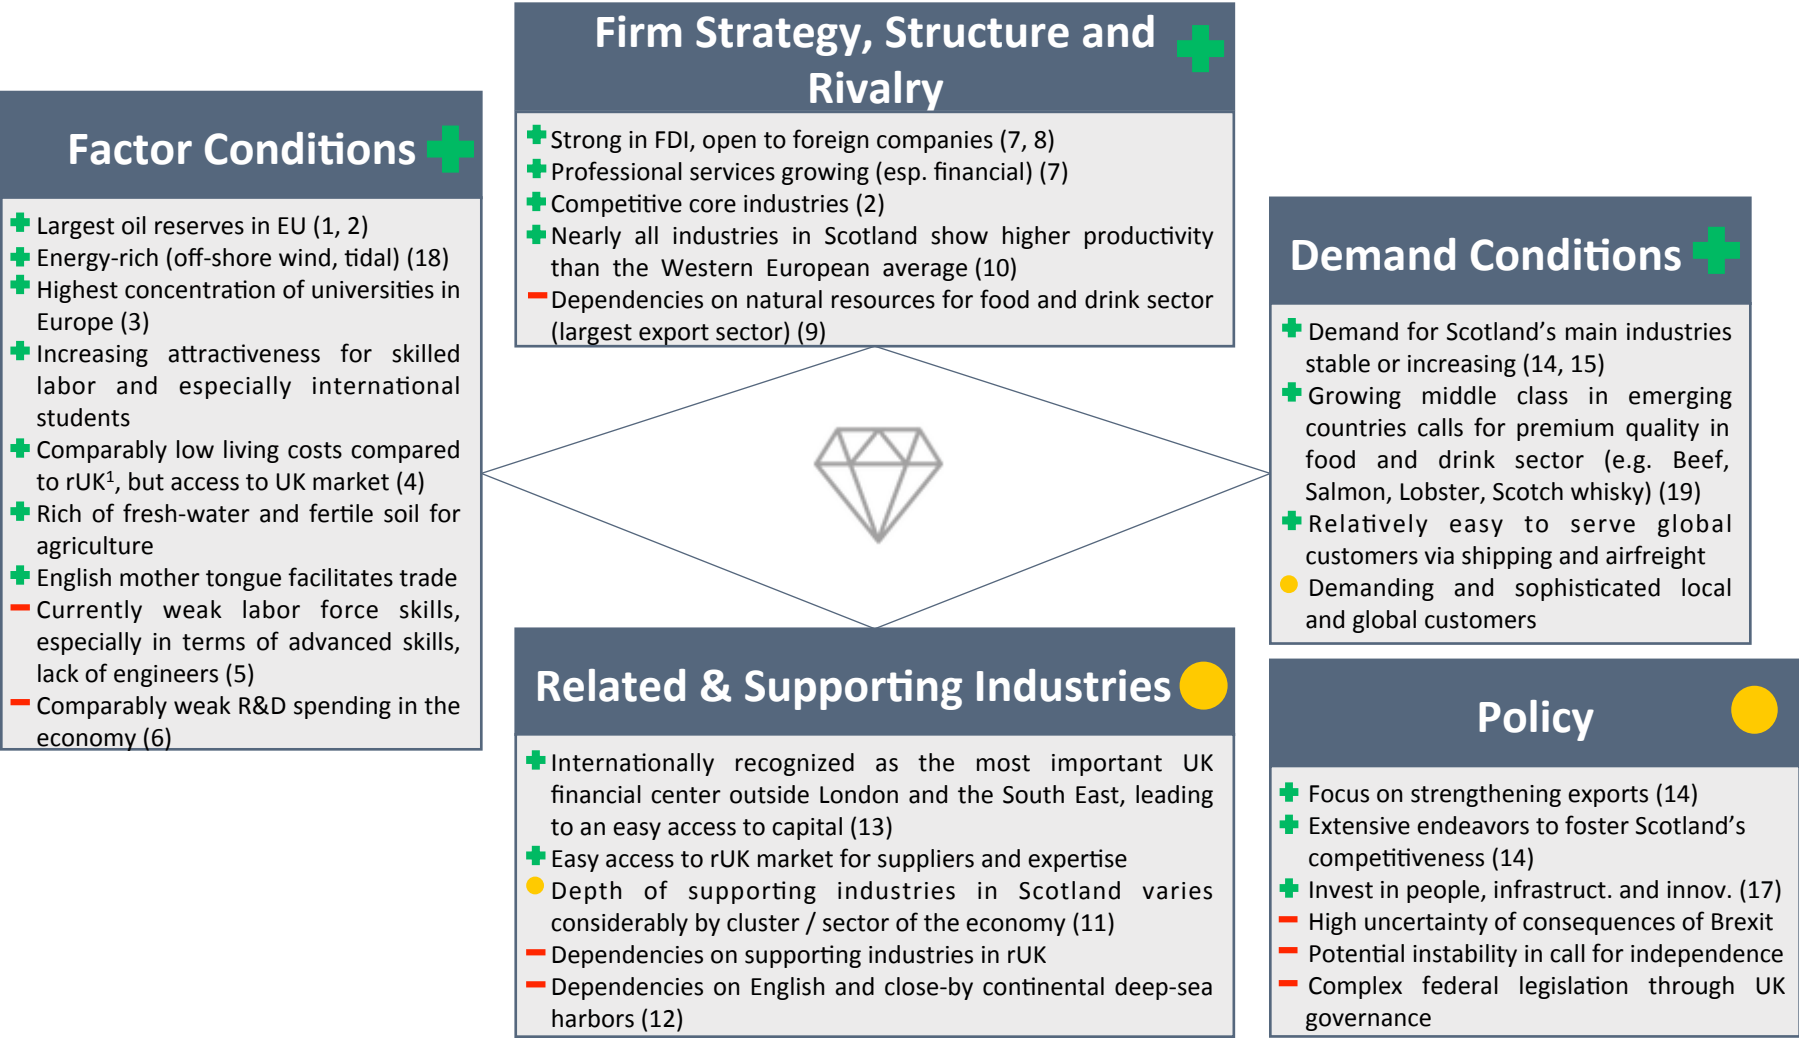 Firm Strategy, Structure and
Rivalry
Strong in FDI, open to foreign companies (7, 8)
Professional services growing (esp. financial) (7)
Competitive core industries (2)
Nearly all industries in Scotland show higher productivity
than the Western European average (10)
Dependencies on natural resources for food and drink sector
(largest export sector) (9)
Factor Conditions
Largest oil reserves in EU (1, 2)
Energy-rich (off-shore wind, tidal) (18)
Highest concentration of universities in
Europe (3)
Increasing attractiveness for skilled
labor and especially international
students
Comparably low living costs compared
to rUK¹, but access to UK market (4)
Rich of fresh-water and fertile soil for
agriculture
English mother tongue facilitates trade
Currently weak labor force skills,
especially in terms of advanced skills,
lack of engineers (5)
Comparably weak R&D spending in the
economy (6)
Demand Conditions
Demand for Scotland's main industries
stable or increasing (14, 15)
Growing middle class in emerging
countries calls for premium quality in
food and drink sector (e.g. Beef,
Salmon, Lobster, Scotch whisky) (19)
Relatively easy to serve global
customers via shipping and airfreight
Demanding and sophisticated local
and global customers
Related & Supporting Industries
Internationally recognized as the most important UK
financial center outside London and the South East, leading
to an easy access to capital (13)
Easy access to rUK market for suppliers and expertise
Depth of supporting industries in Scotland varies
considerably by cluster / sector of the economy (11)
Dependencies on supporting industries in rUK
Dependencies on English and close-by continental deep-sea
harbors (12)
Policy
Focus on strengthening exports (14)
Extensive endeavors to foster Scotland's
competitiveness (14)
Invest in people, infrastruct. and innov. (17)
High uncertainty of consequences of Brexit
Potential instability in call for independence
Complex federal legislation through UK
governance